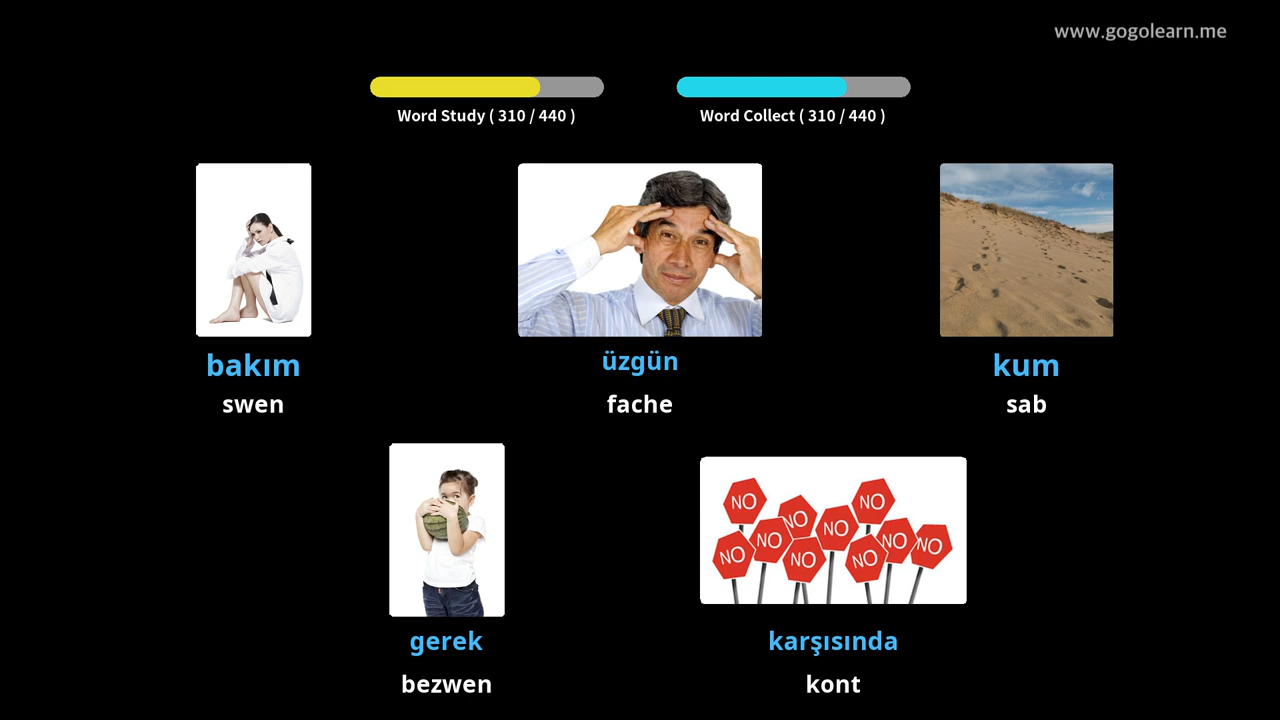 www.gogolearn.me
Word Study ( 310 / 440 )
Word Collect ( 310 / 440 )
bakım
swen
üzgün
fache
kum
sab
gerek
bezwen
NO
NO
NO
NO
NO
NO
NO
NO
NO
NO
karşısında
kont